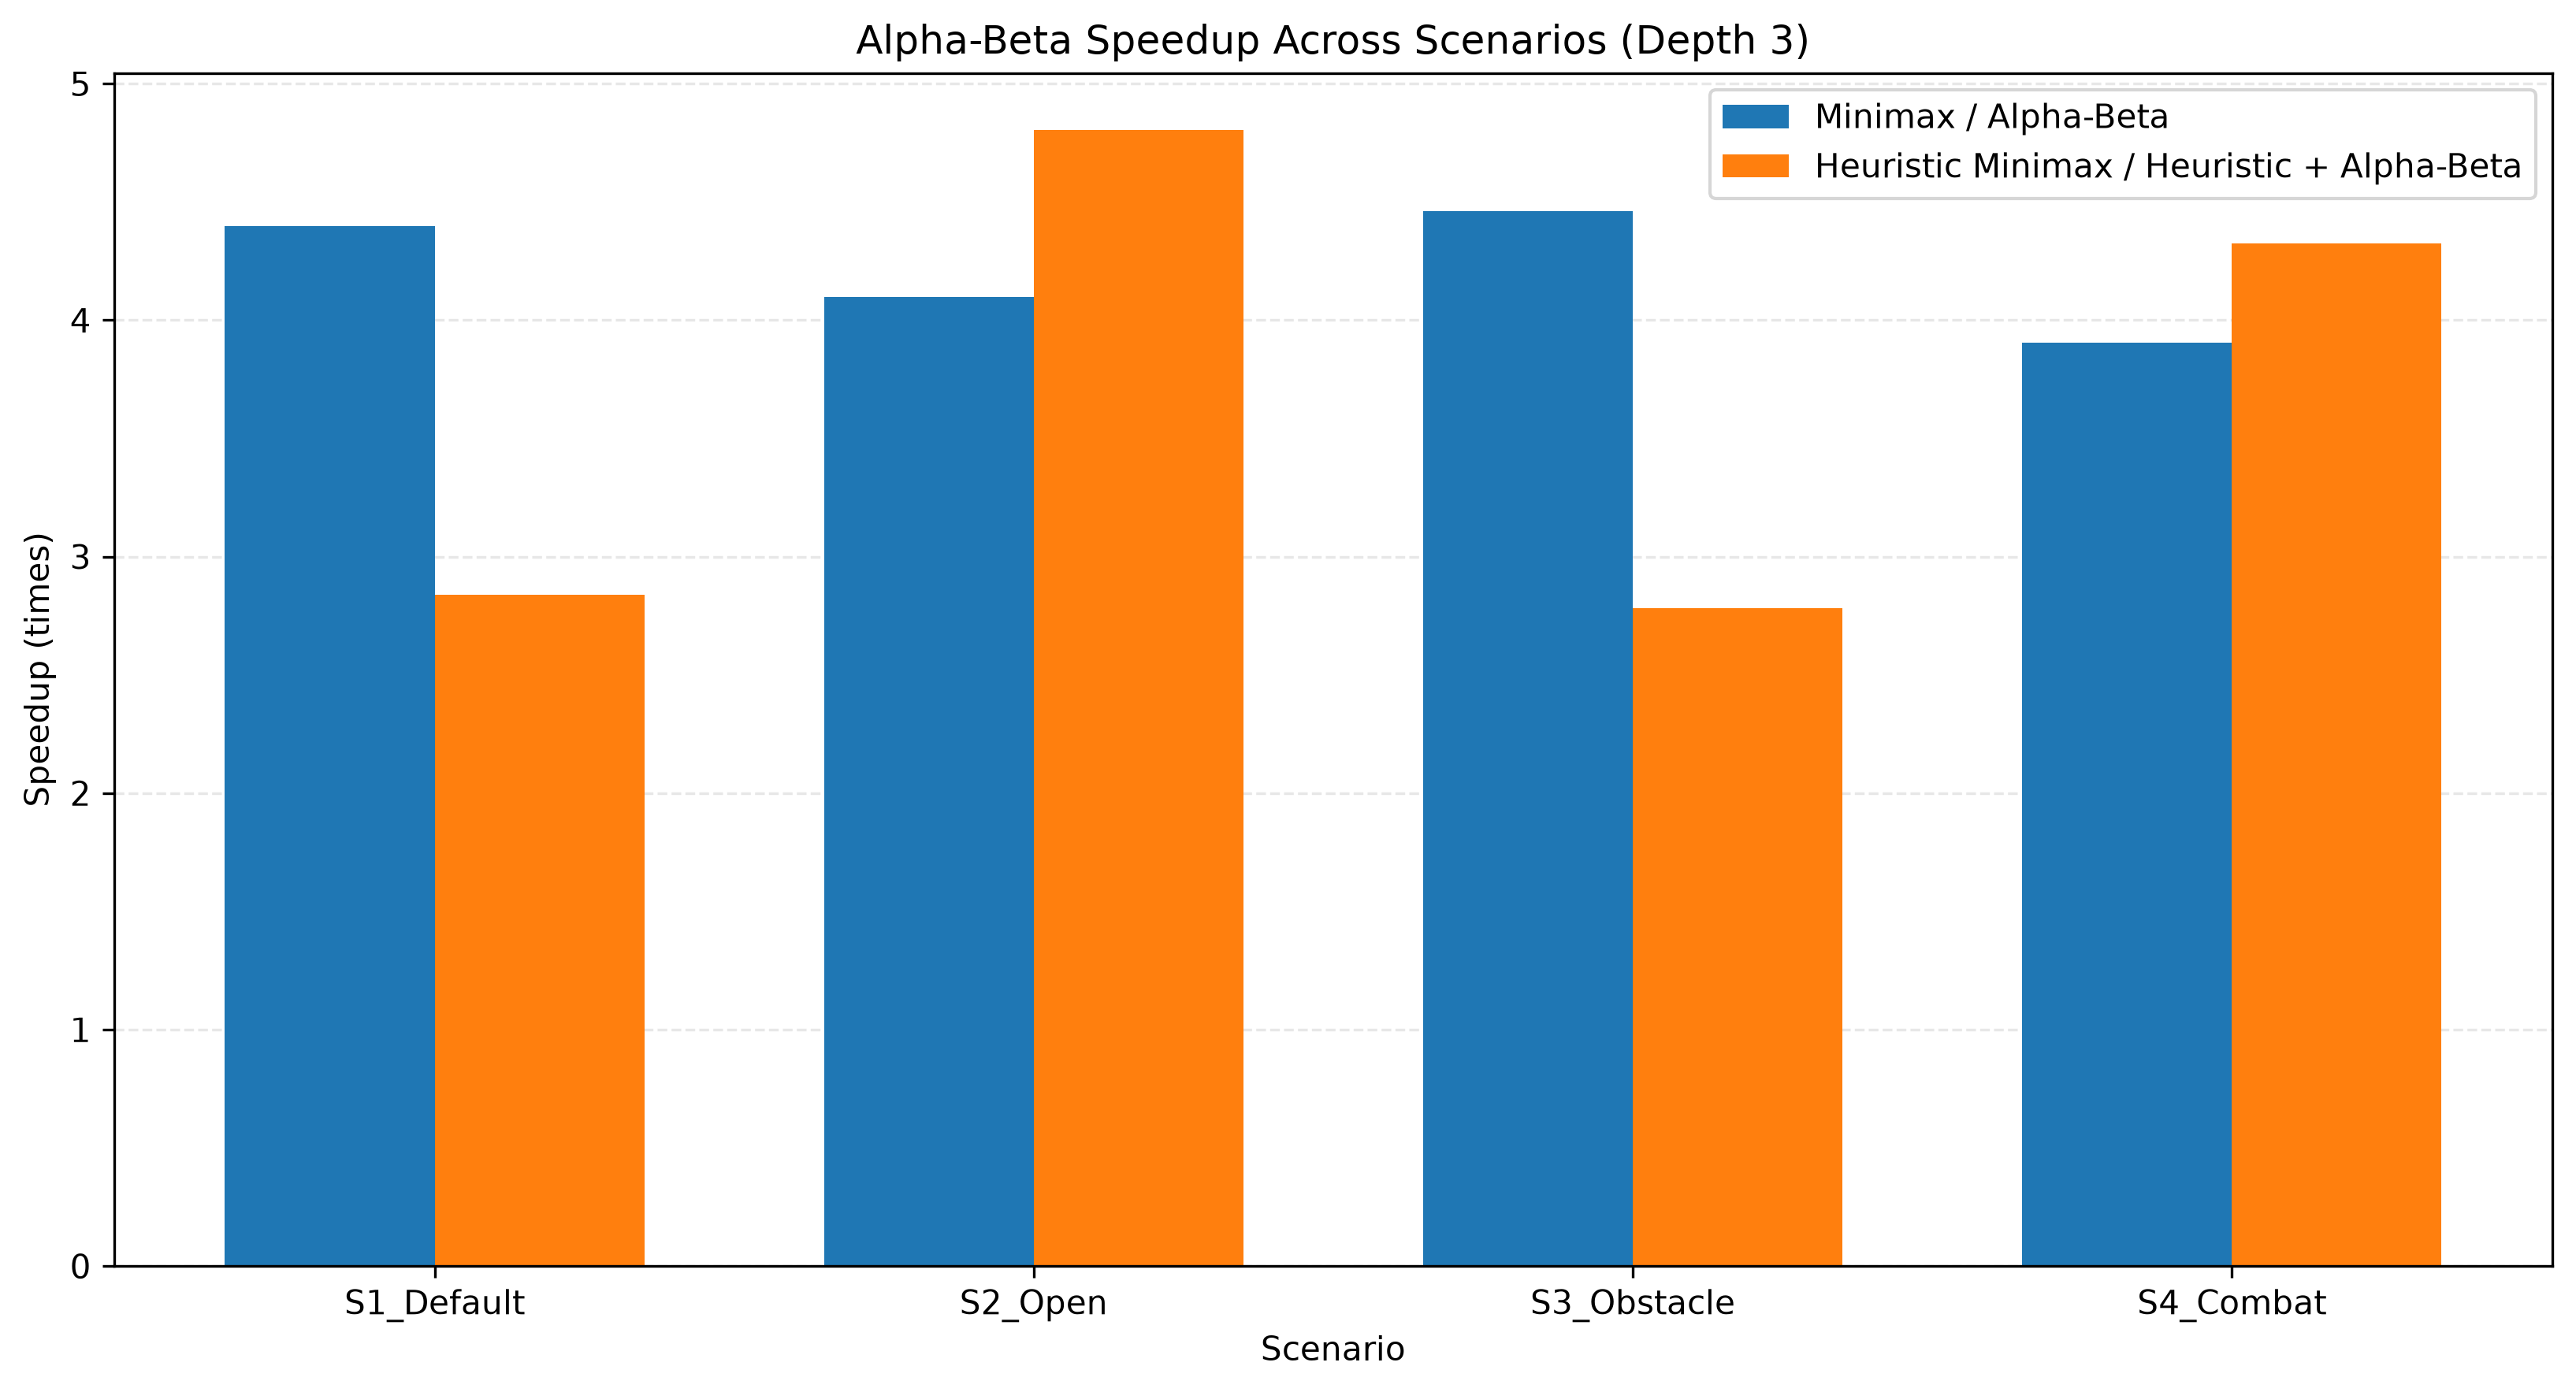 Alpha-Beta Speedup Across Scenarios (Depth 3)
Minimax / Alpha-Beta
Heuristic Minimax / Heuristic + Alpha-Beta
Speedup (times)
5
4
3
2
1
0
S1_Default
S2_Open
S3_Obstacle
S4_Combat
Scenario